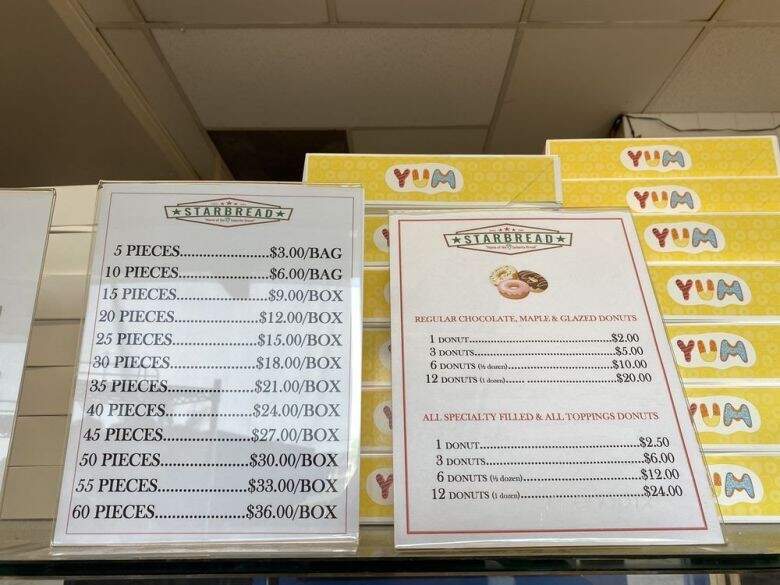 STARBREAD
5 PIECES..............................$3.00/BAG
10 PIECES............................$6.00/BAG
15 PIECES............................$9.00/BOX
20 PIECES..........................$12.00/BOX
25 PIECES..........................$15.00/BOX
30 PIECES..........................$18.00/BOX
35 PIECES..........................$21.00/BOX
40 PIECES..........................$24.00/BOX
45 PIECES..........................$27.00/BOX
50 PIECES..........................$30.00/BOX
55 PIECES..........................$33.00/BOX
60 PIECES..........................$36.00/BOX
STARBREAD
REGULAR CHOCOLATE, MAPLE & GLAZED DONUTS
1 DONUT........................................$2.00
3 DONUTS......................................$5.00
6 DONUTS (½ dozen)..........................$10.00
12 DONUTS (1 dozen)..........................$20.00
ALL SPECIALTY FILLED & ALL TOPPINGS DONUTS
1 DONUT........................................$2.50
3 DONUTS......................................$6.00
6 DONUTS (½ dozen)..........................$12.00
12 DONUTS (1 dozen)..........................$24.00
YUM
YUM
YUM
YUM
YUM
YUM
YUM